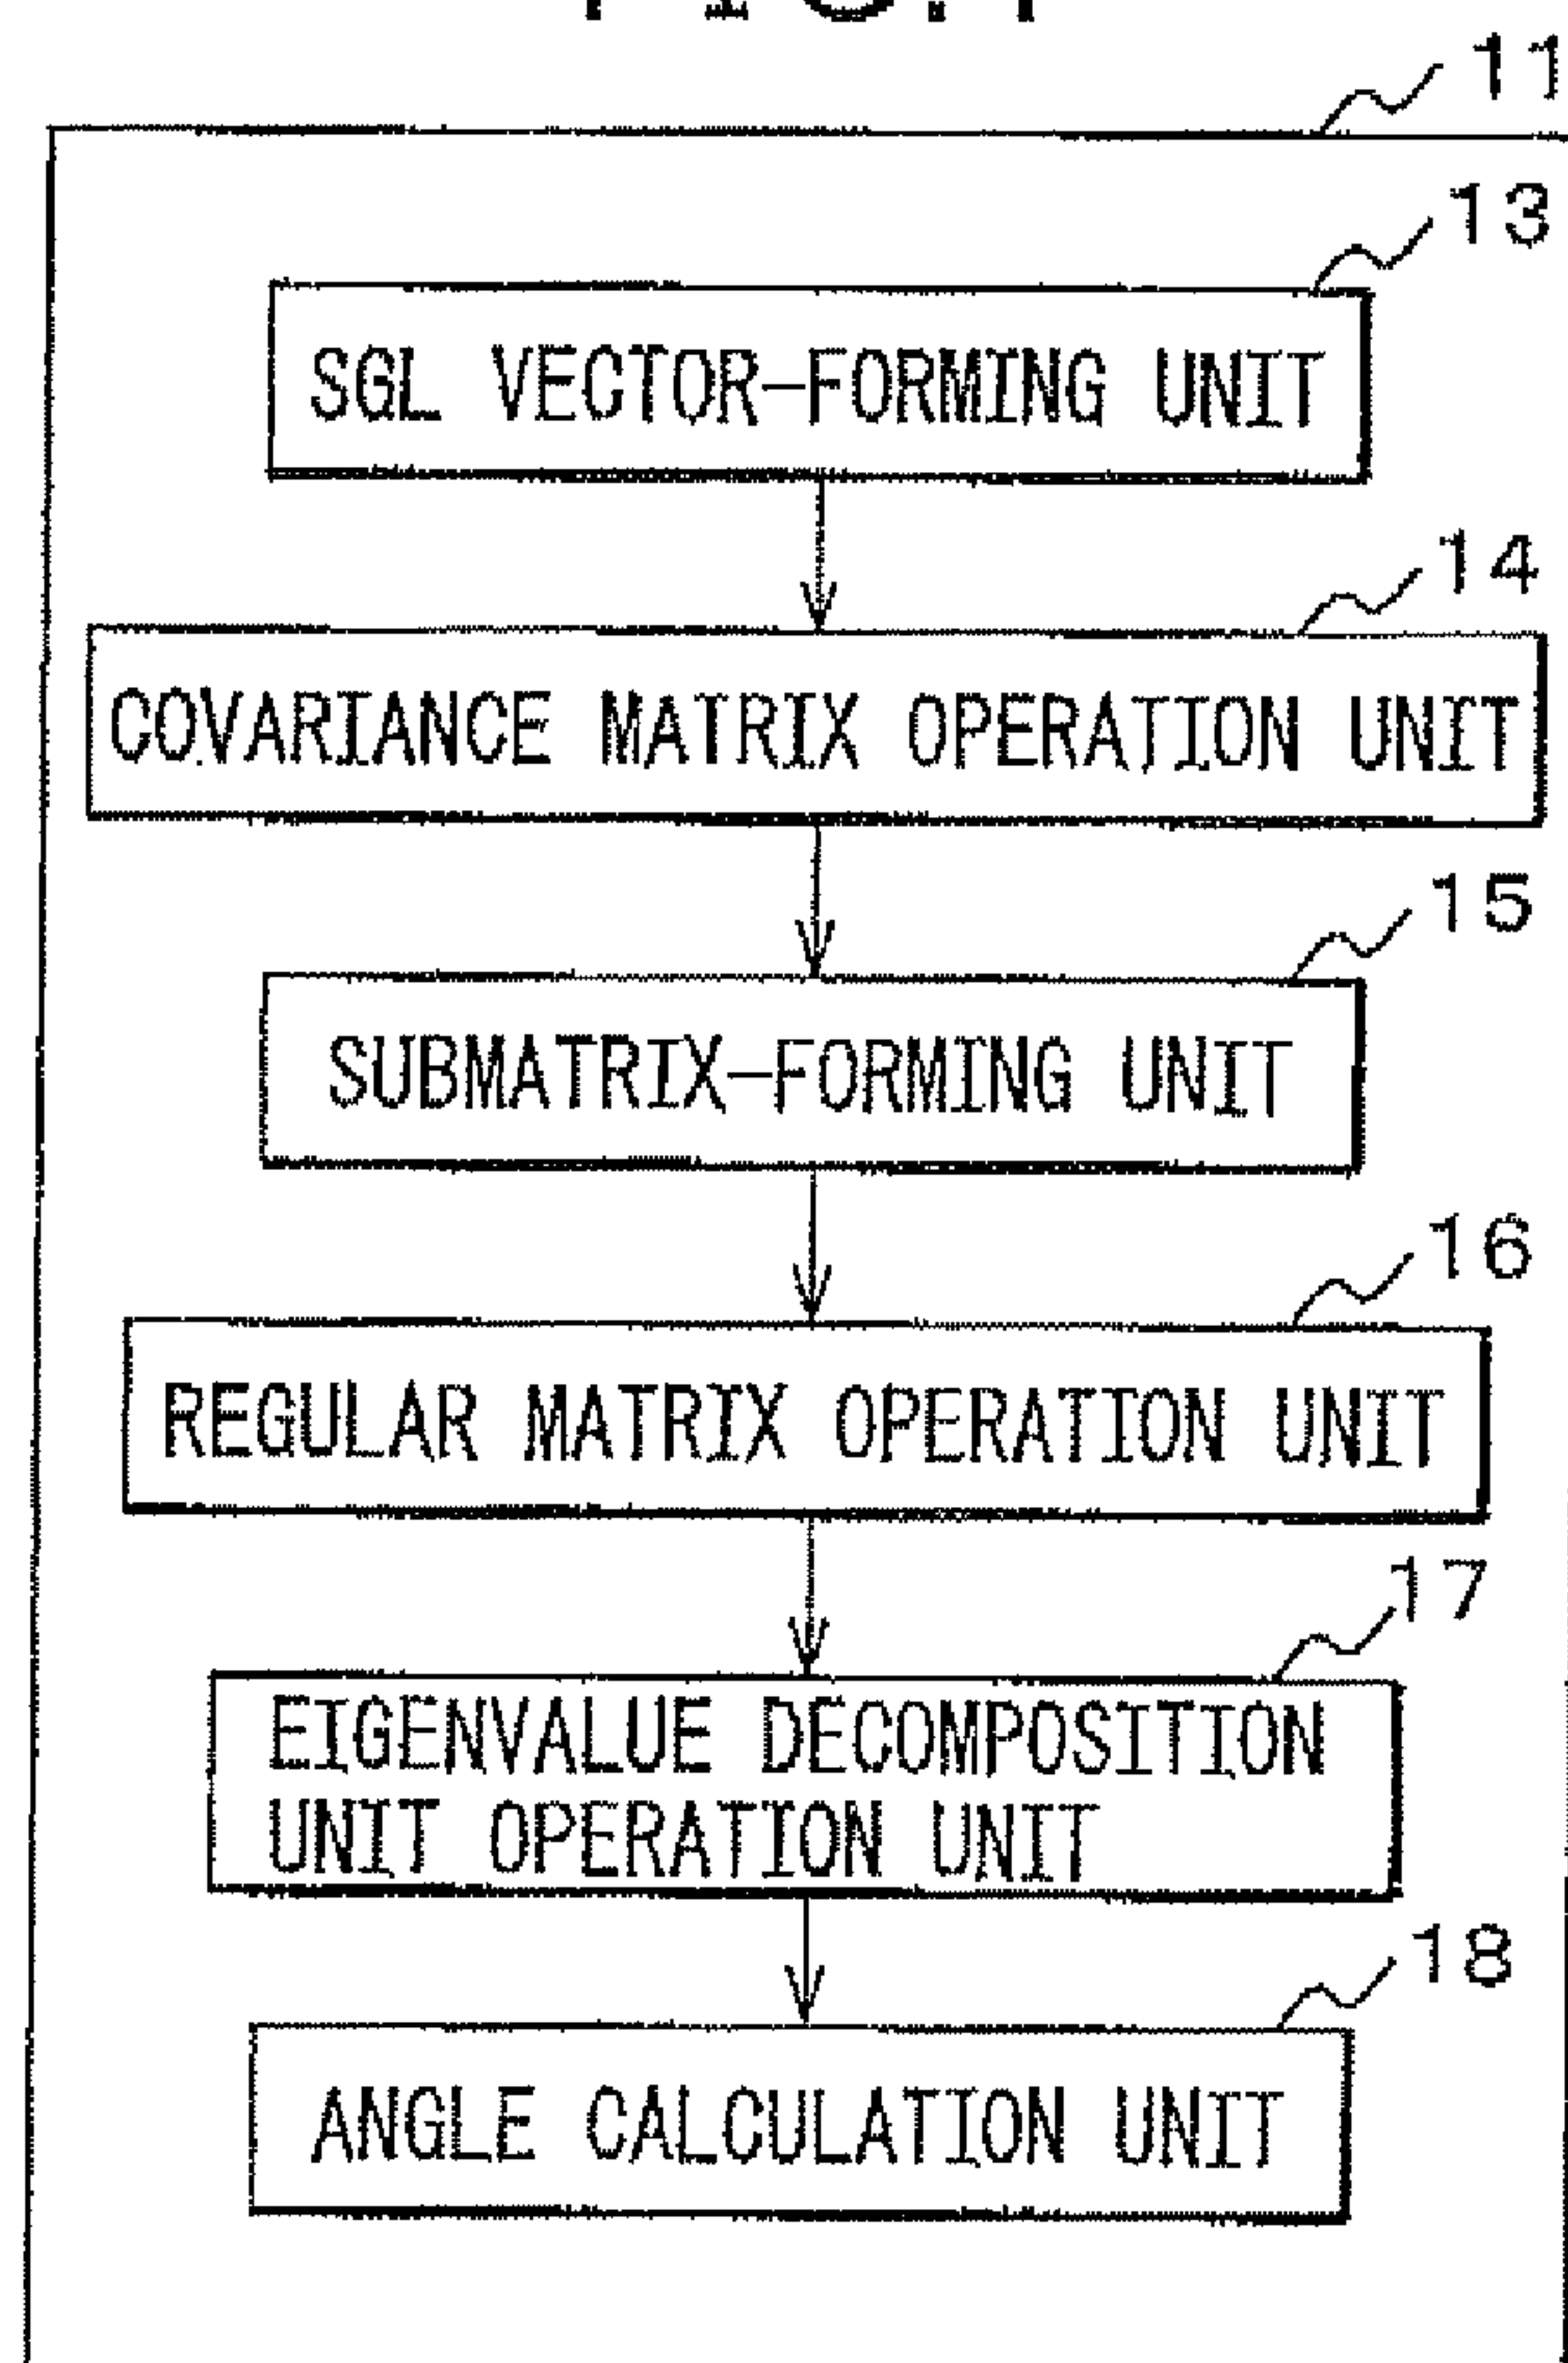 11
13
SGL VECTOR-FORMING UNIT
14
COVARIANCE MATRIX OPERATION UNIT
15
SUBMATRIX-FORMING UNIT
16
REGULAR MATRIX OPERATION UNIT
17
EIGENVALUE DECOMPOSITION
UNIT OPERATION UNIT
18
ANGLE CALCULATION UNIT